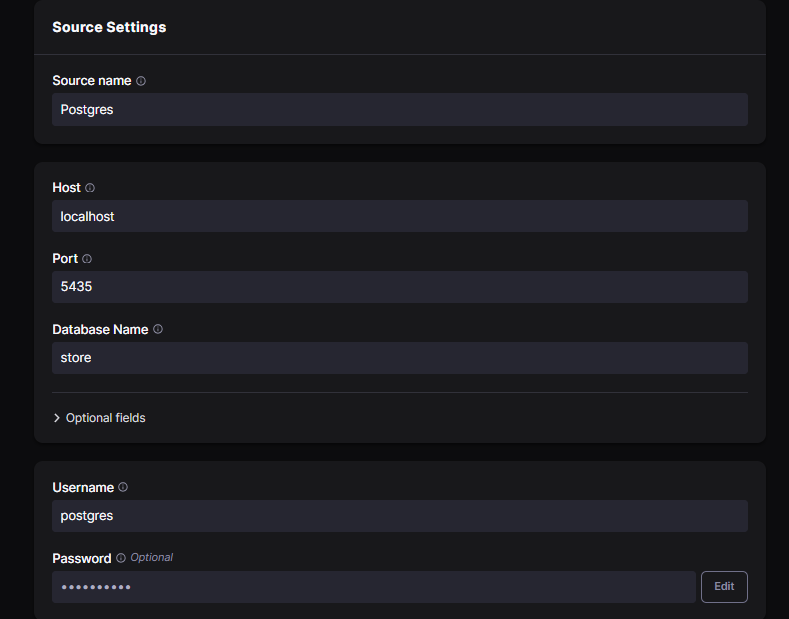 Source Settings
Source name
Postgres
Host
localhost
Port
5435
Database Name
store
Optional fields
Username
postgres
Password Optional
•••••••••• Edit